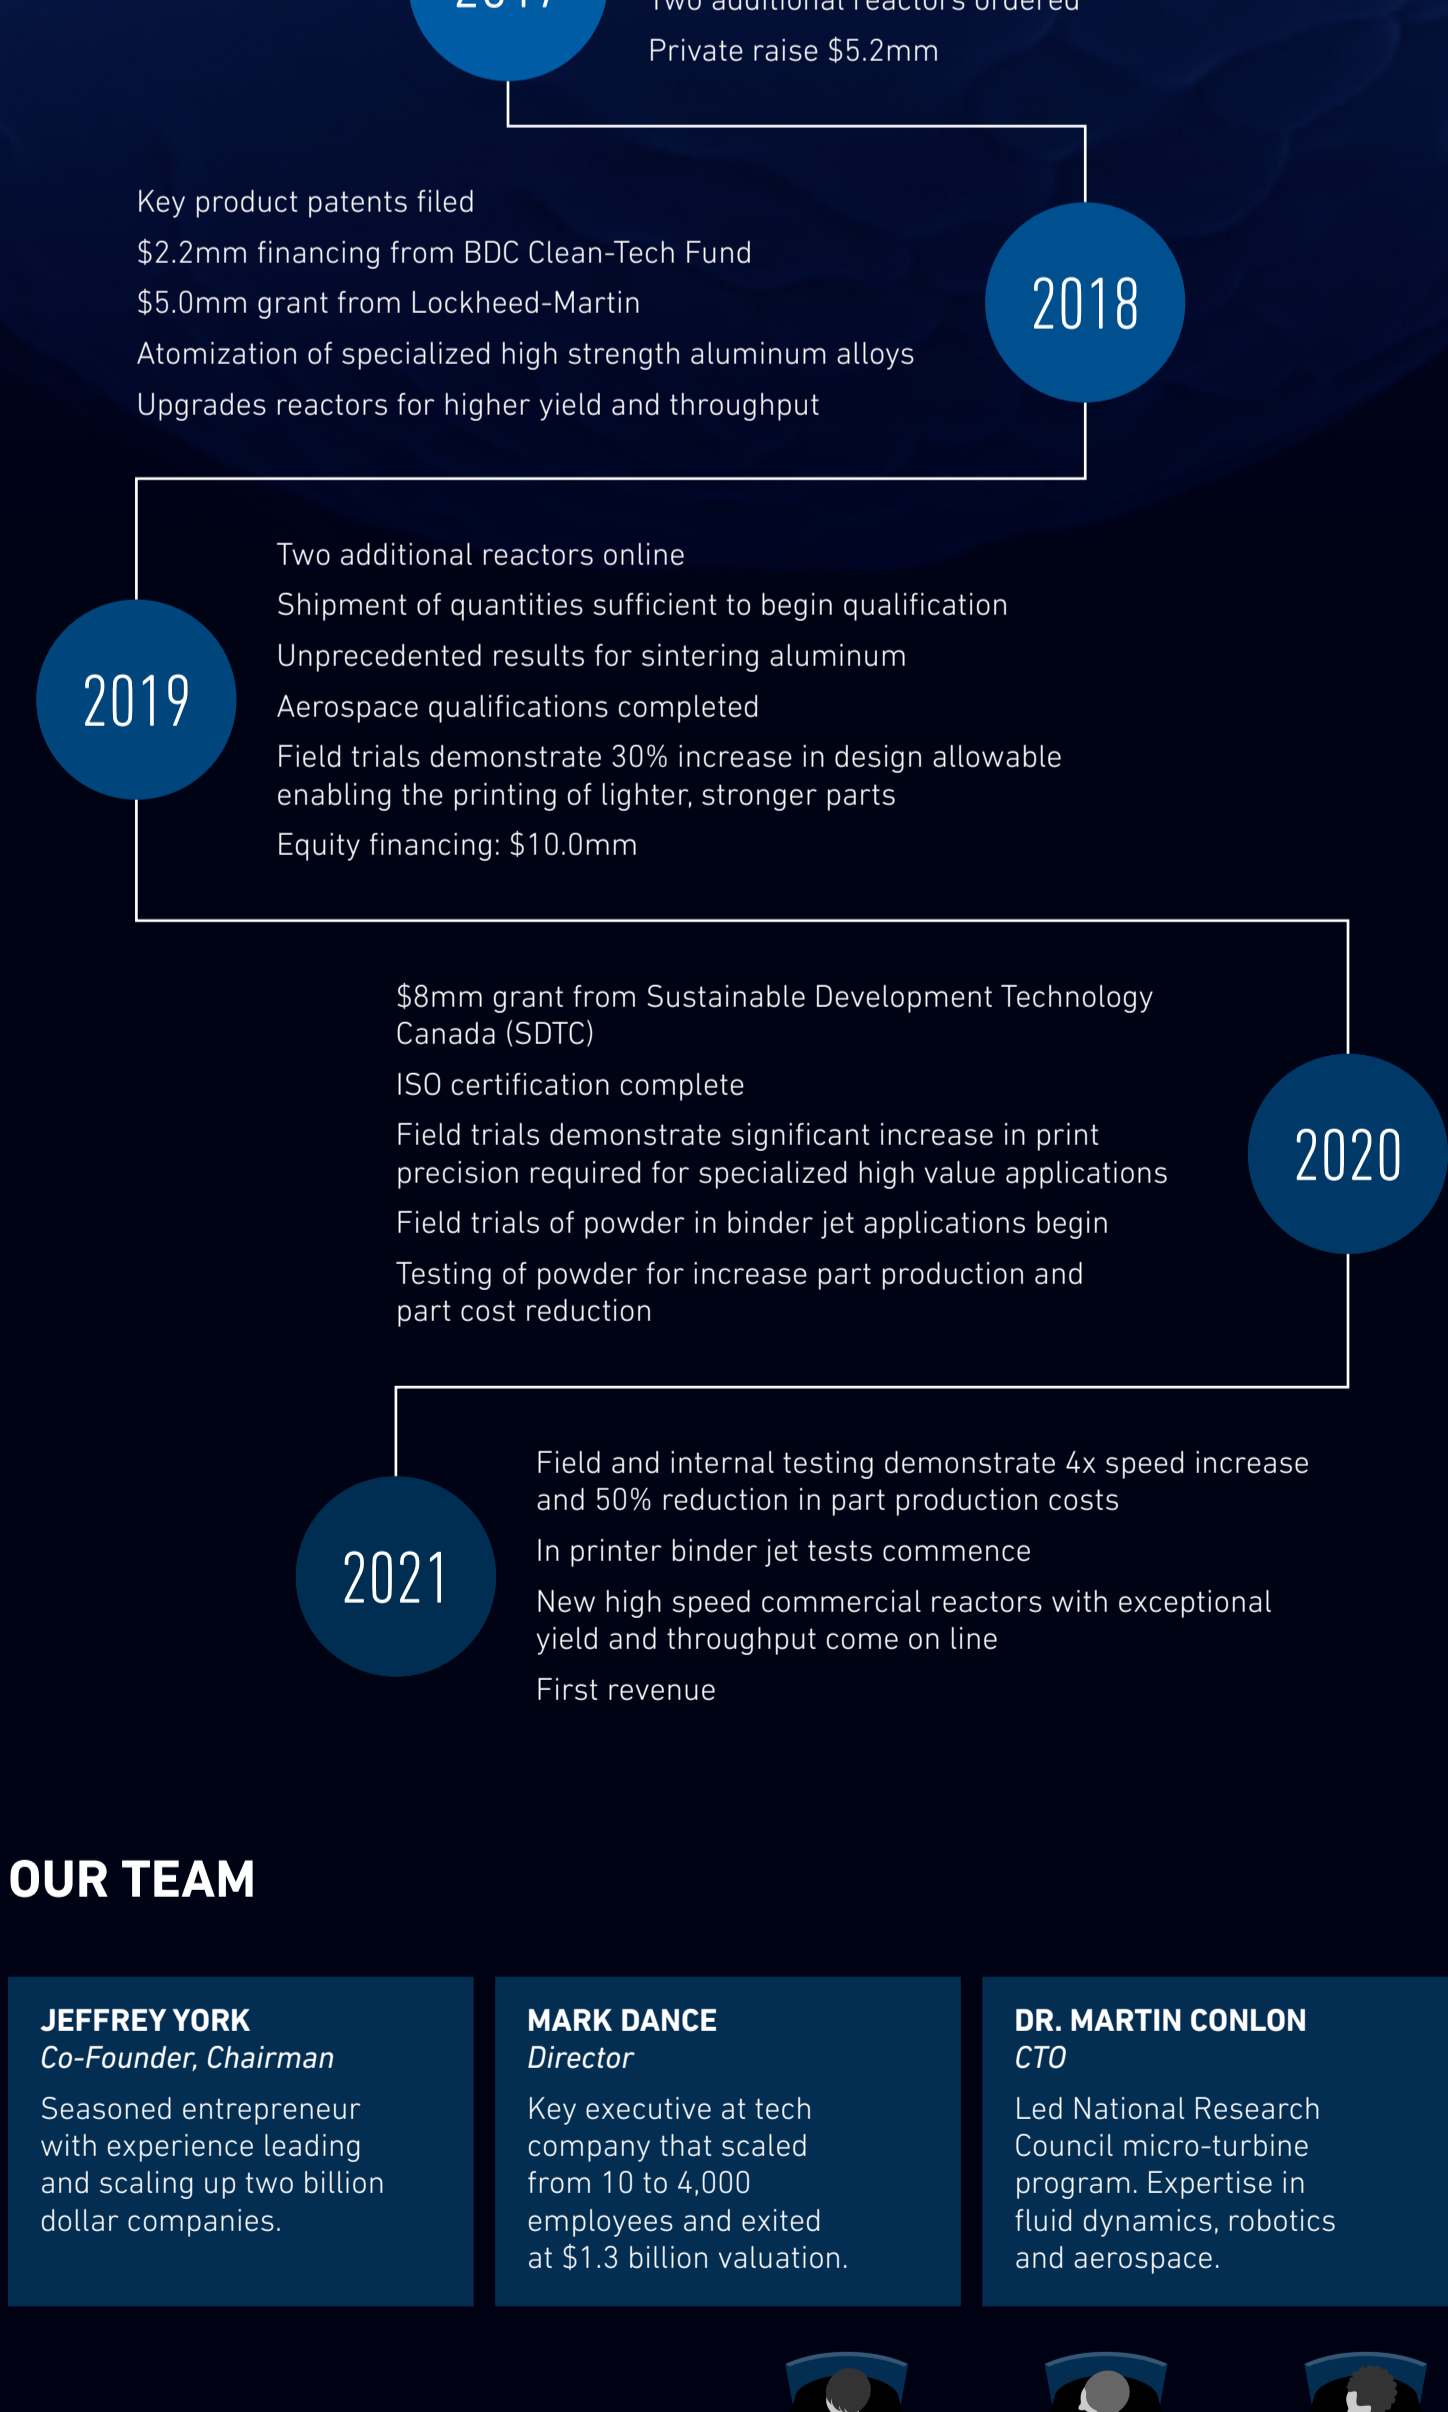 2017
Two additional reactors ordered
Private raise $5.2mm
Key product patents filed
$2.2mm financing from BDC Clean-Tech Fund
$5.0mm grant from Lockheed-Martin
Atomization of specialized high strength aluminum alloys
Upgrades reactors for higher yield and throughput
2018
Two additional reactors online
Shipment of quantities sufficient to begin qualification
Unprecedented results for sintering aluminum
Aerospace qualifications completed
Field trials demonstrate 30% increase in design allowable
enabling the printing of lighter, stronger parts
Equity financing: $10.0mm
2019
$8mm grant from Sustainable Development Technology
Canada (SDTC)
ISO certification complete
Field trials demonstrate significant increase in print
precision required for specialized high value applications
Field trials of powder in binder jet applications begin
Testing of powder for increase part production and
part cost reduction
2020
Field and internal testing demonstrate 4x speed increase
and 50% reduction in part production costs
In printer binder jet tests commence
New high speed commercial reactors with exceptional
yield and throughput come on line
First revenue
2021
OUR TEAM
JEFFREY YORK
Co-Founder, Chairman
Seasoned entrepreneur
with experience leading
and scaling up two billion
dollar companies.
MARK DANCE
Director
Key executive at tech
company that scaled
from 10 to 4,000
employees and exited
at $1.3 billion valuation.
DR. MARTIN CONLON
CTO
Led National Research
Council micro-turbine
program. Expertise in
fluid dynamics, robotics
and aerospace.